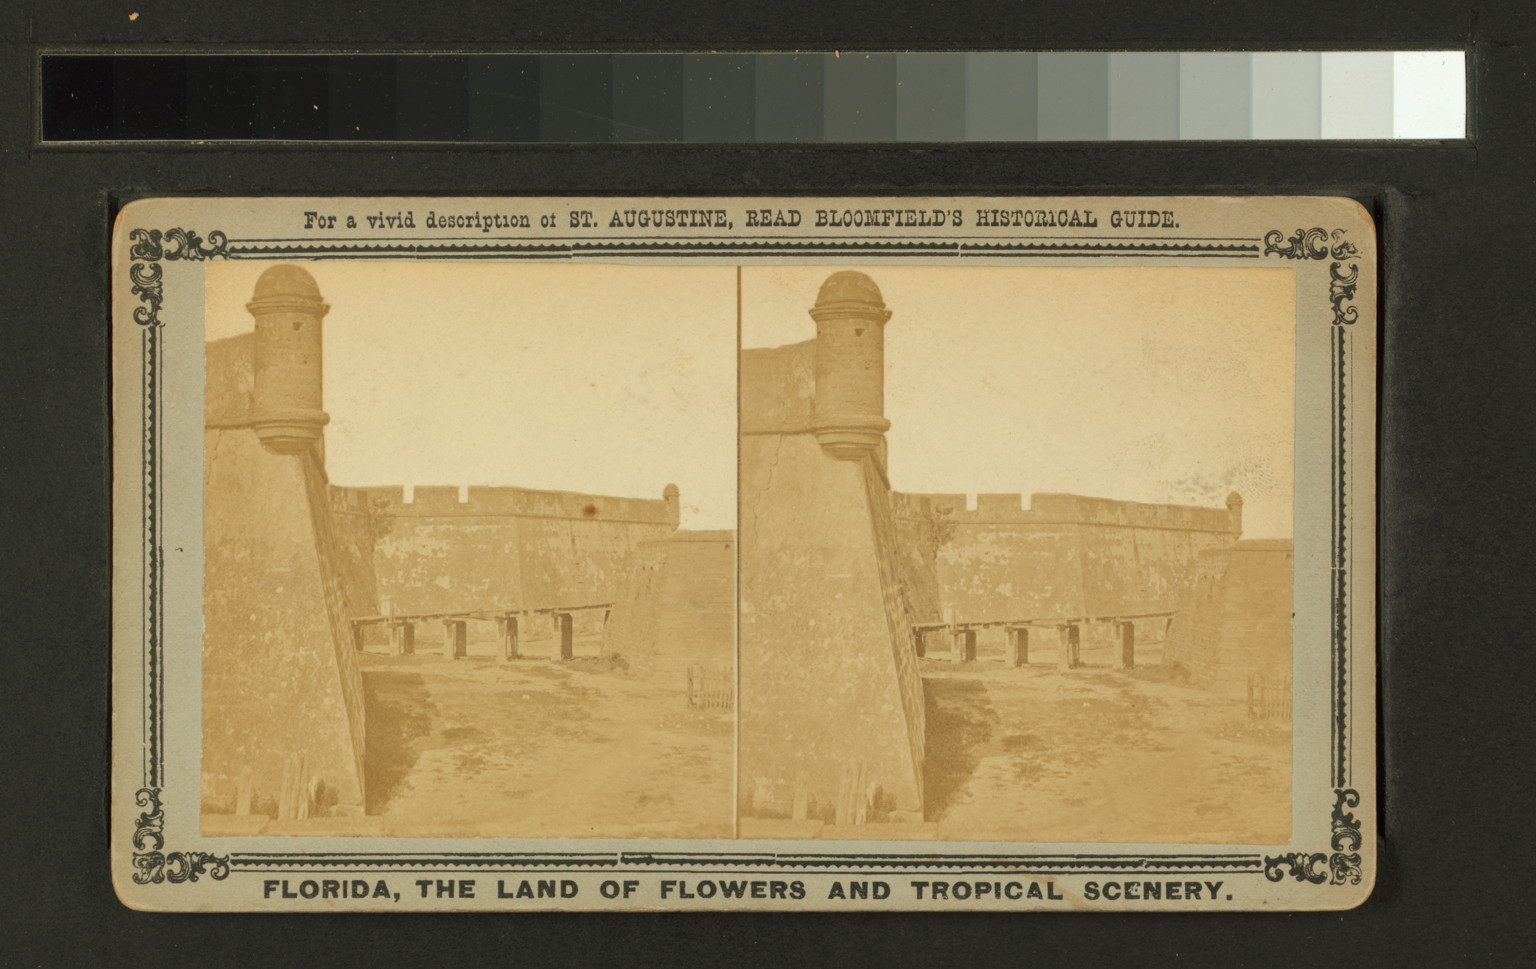 For a vivid description of ST. AUGUSTINE, READ BLOOMFIELD'S HISTORICAL GUIDE.
FLORIDA, THE LAND OF FLOWERS AND TROPICAL SCENERY.